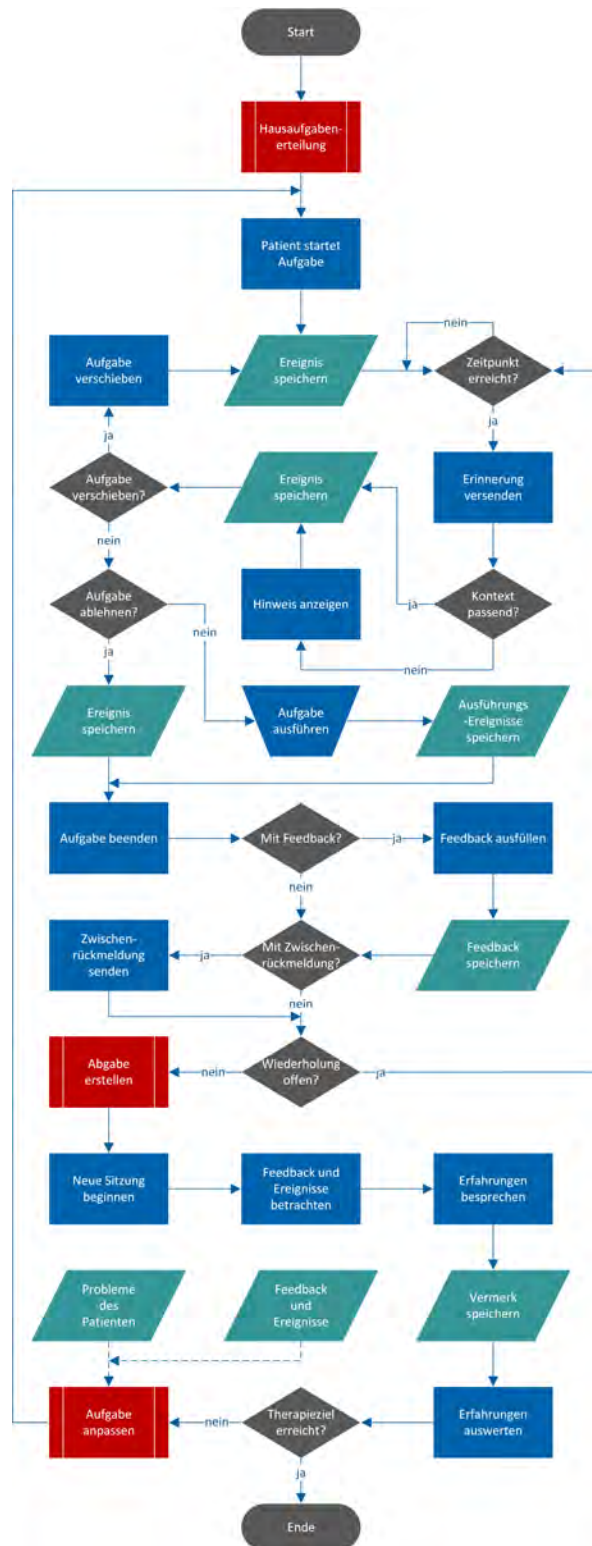 Start
Hausaufgaben-
erteilung
Patient startet
Aufgabe
nein
Aufgabe
verschieben
Ereignis
speichern
Zeitpunkt
erreicht?
ja
ja
Aufgabe
verschieben?
Ereignis
speichern
Erinnerung
versenden
nein
Aufgabe
ablehnen?
nein
Hinweis anzeigen
ja
Kontext
passend?
nein
ja
Ereignis
speichern
Aufgabe
ausführen
Ausführungs
-Ereignisse
speichern
Aufgabe beenden
Mit Feedback?
ja
Feedback ausfüllen
nein
Zwischen-
rückmeldung
senden
ja
Mit Zwischen-
rückmeldung?
Feedback
speichern
nein
Abgabe
erstellen
nein
Wiederholung
offen?
ja
Neue Sitzung
beginnen
Feedback und
Ereignisse
betrachten
Erfahrungen
besprechen
Probleme
des
Patienten
Feedback
und
Ereignisse
Vermerk
speichern
Aufgabe
anpassen
nein
Therapieziel
erreicht?
Erfahrungen
auswerten
ja
Ende